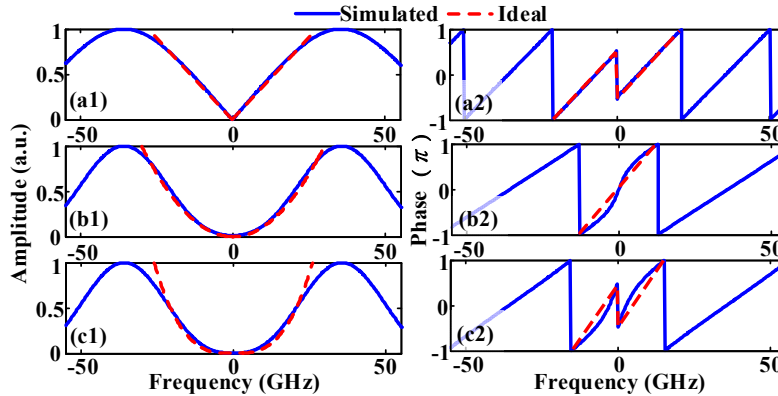 Simulated Ideal
Amplitude (a.u.)
1
0.5
0
(a1)
-50 0 50
1
0.5
0
(b1)
-50 0 50
1
0.5
0
(c1)
-50 0 50
Frequency (GHz)
Phase ( π )
1
0
-1
(a2)
-50 0 50
1
0
-1
(b2)
-50 0 50
1
0
-1
(c2)
-50 0 50
Frequency (GHz)